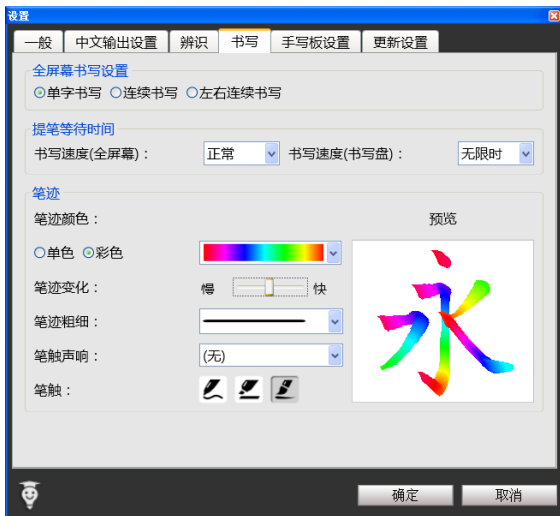 设置
一般 中文输出设置 辨识 书写 手写板设置 更新设置
全屏幕书写设置
单字书写 连续书写 左右连续书写
提笔等待时间
书写速度(全屏幕)： 正常 书写速度(书写盘)： 无限时
笔迹
笔迹颜色： 预览
单色 彩色
笔迹变化： 慢 快
笔迹粗细：
笔触声响： (无)
笔触：
永
确定 取消